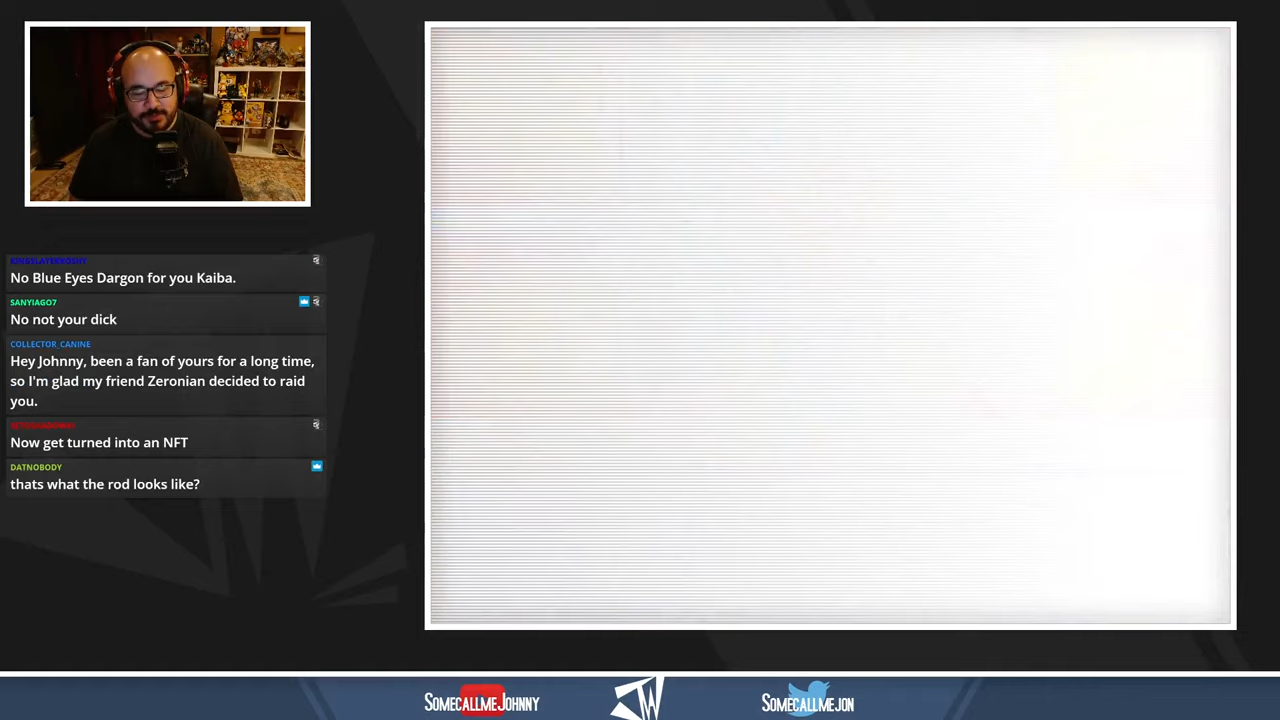 No Blue Eyes Dargon for you Kaiba.
SANYIAGO7
No not your dick
COLLECTOR_CANINE
Hey Johnny, been a fan of yours for a long time,
so I'm glad my friend Zeronian decided to raid
you.
Now get turned into an NFT
DATNOBODY
thats what the rod looks like?
SOMECALLMEJOHNNY
SOMECALLMEJON